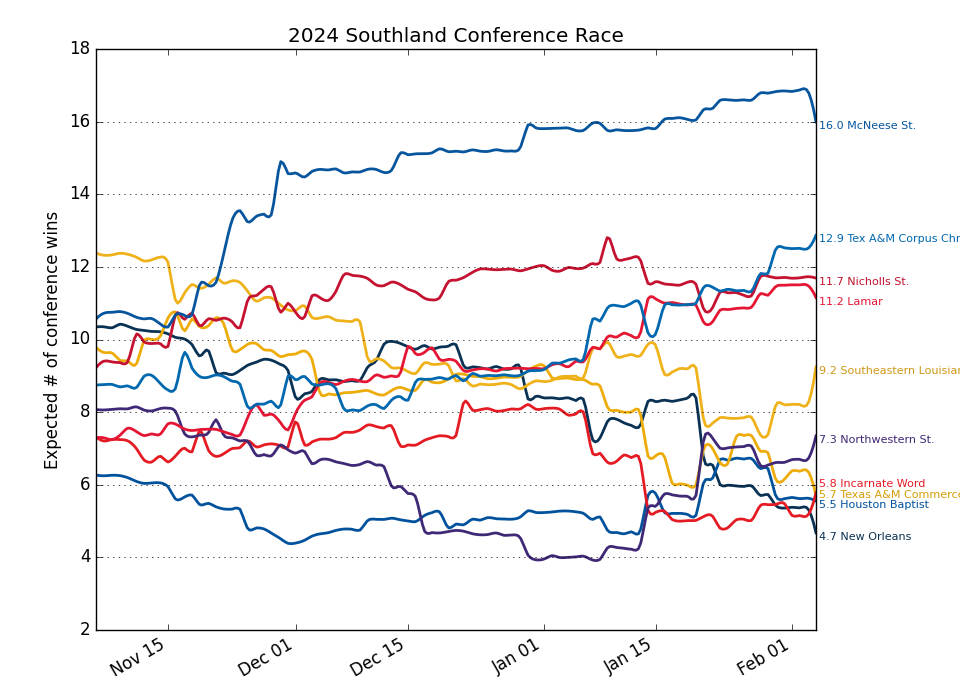 2024 Southland Conference Race
Expected # of conference wins
18
16
14
12
10
8
6
4
2
Nov 15
Dec 01
Dec 15
Jan 01
Jan 15
Feb 01
16.0 McNeese St.
12.9 Tex A&M Corpus Chr
11.7 Nicholls St.
11.2 Lamar
9.2 Southeastern Louisian
7.3 Northwestern St.
5.8 Incarnate Word
5.7 Texas A&M Commerce
5.5 Houston Baptist
4.7 New Orleans